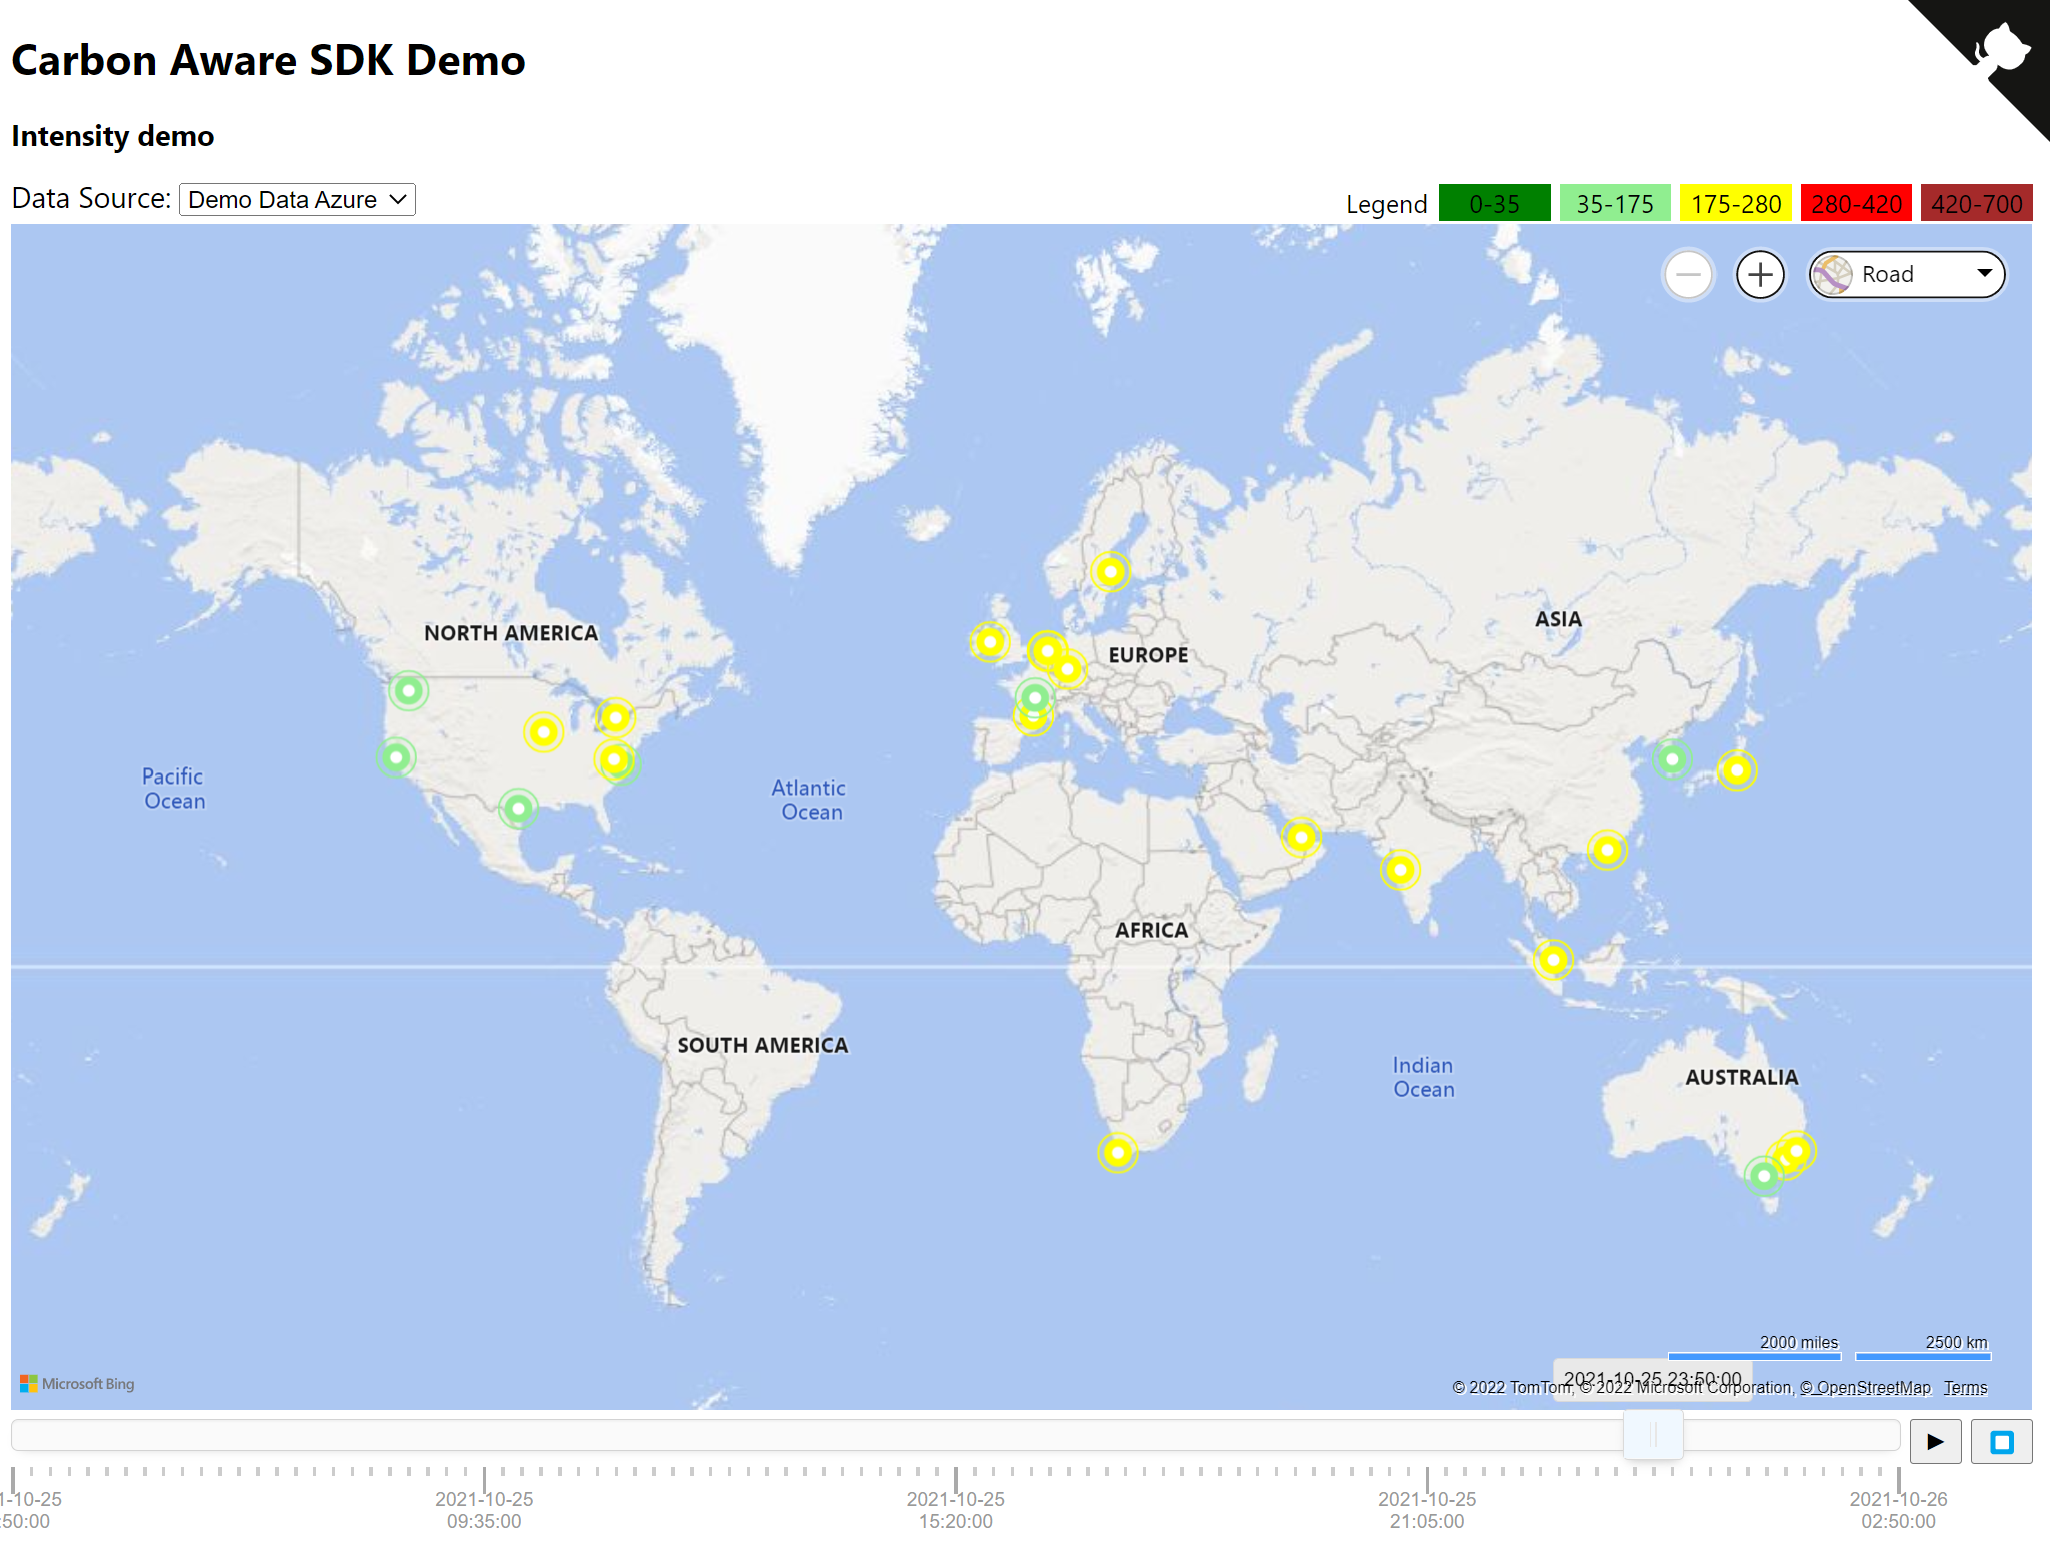 Carbon Aware SDK Demo
Intensity demo
Data Source: Demo Data Azure
Legend 0-35 35-175 175-280 280-420 420-700
Road
NORTH AMERICA
ASIA
EUROPE
Pacific
Ocean
Atlantic
Ocean
AFRICA
SOUTH AMERICA
Indian
Ocean
AUSTRALIA
2000 miles 2500 km
2021-10-25 23:50:00
Microsoft Bing
© 2022 TomTom, © 2022 Microsoft Corporation, © OpenStreetMap Terms
1-10-25 2021-10-25 2021-10-25 2021-10-25 2021-10-26
:50:00 09:35:00 15:20:00 21:05:00 02:50:00